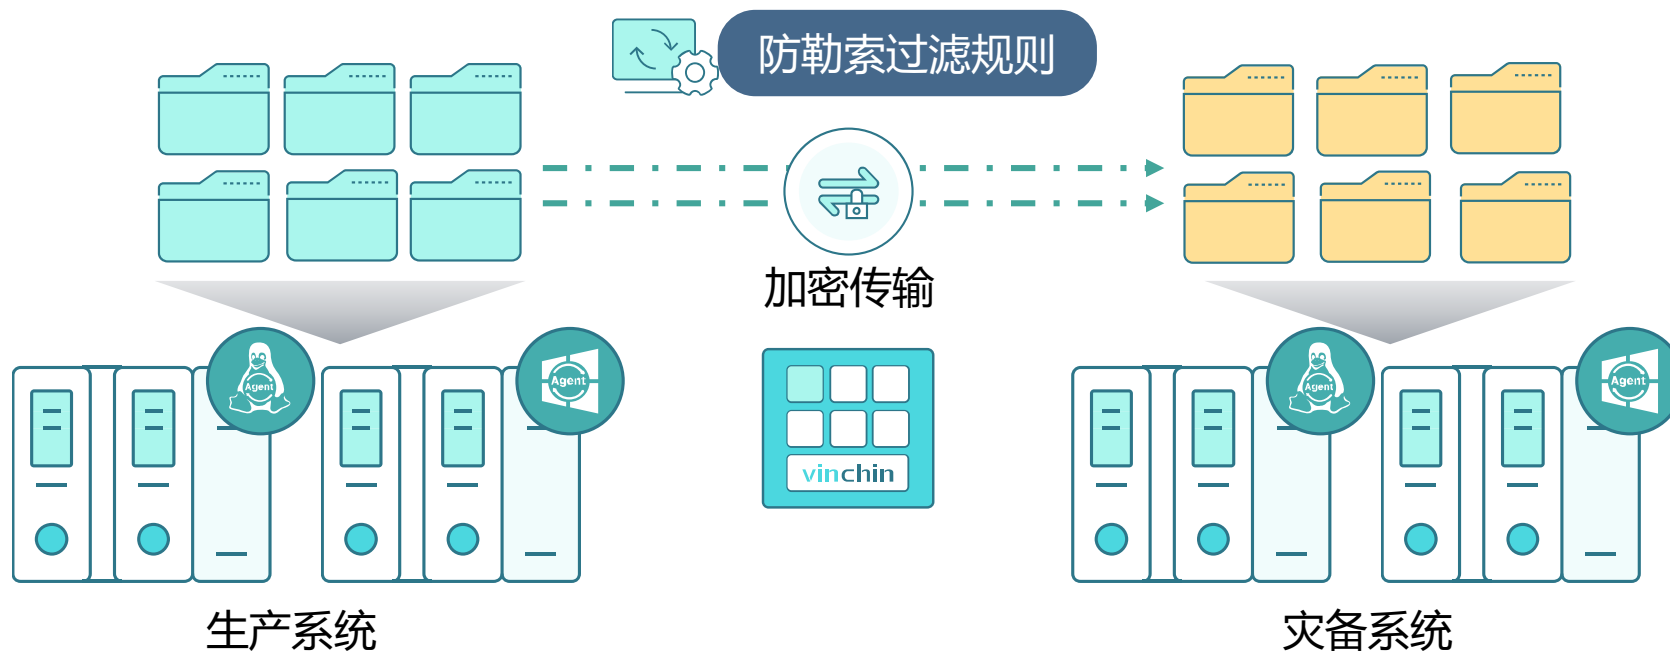 防勒索过滤规则
加密传输
Agent
Agent
vinchin
Agent
Agent
生产系统
灾备系统